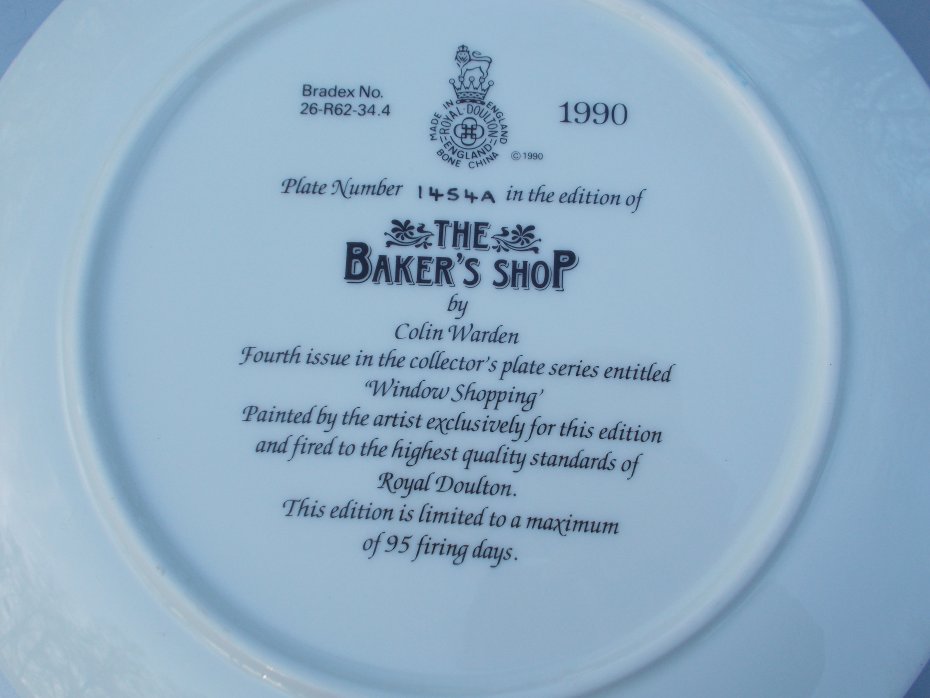 Bradex No.
26-R62-34.4
MADE IN ENGLAND
ROYAL DOULTON
ENGLAND
BONE CHINA
© 1990
1990
Plate Number 1454A in the edition of
THE
BAKER'S SHOP
by
Colin Warden
Fourth issue in the collector's plate series entitled
'Window Shopping'
Painted by the artist exclusively for this edition
and fired to the highest quality standards of
Royal Doulton.
This edition is limited to a maximum
of 95 firing days.